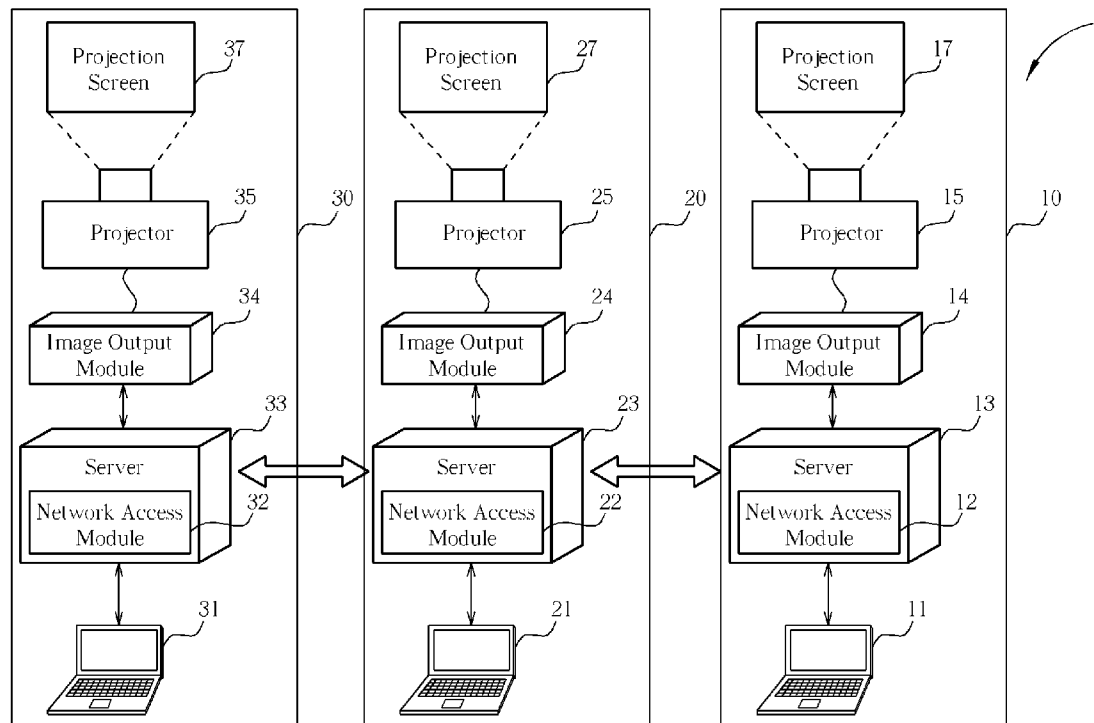 37
Projection
Screen
27
Projection
Screen
17
Projection
Screen
35
30
Projector
25
20
Projector
15
10
Projector
34
Image Output
Module
24
Image Output
Module
14
Image Output
Module
33
Server
23
Server
13
Server
Network Access
Module
32
Network Access
Module
22
Network Access
Module
12
31
21
11